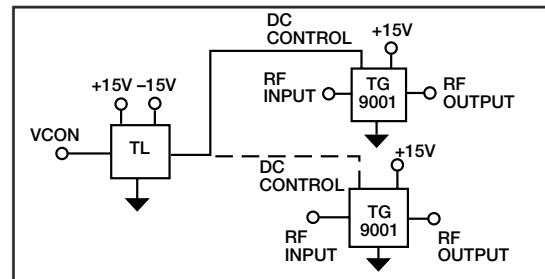 DC
CONTROL
+15V
RF
INPUT
TG
9001
RF
OUTPUT
+15V –15V
VCON
TL
DC
CONTROL
+15V
TG
9001
RF
INPUT
RF
OUTPUT